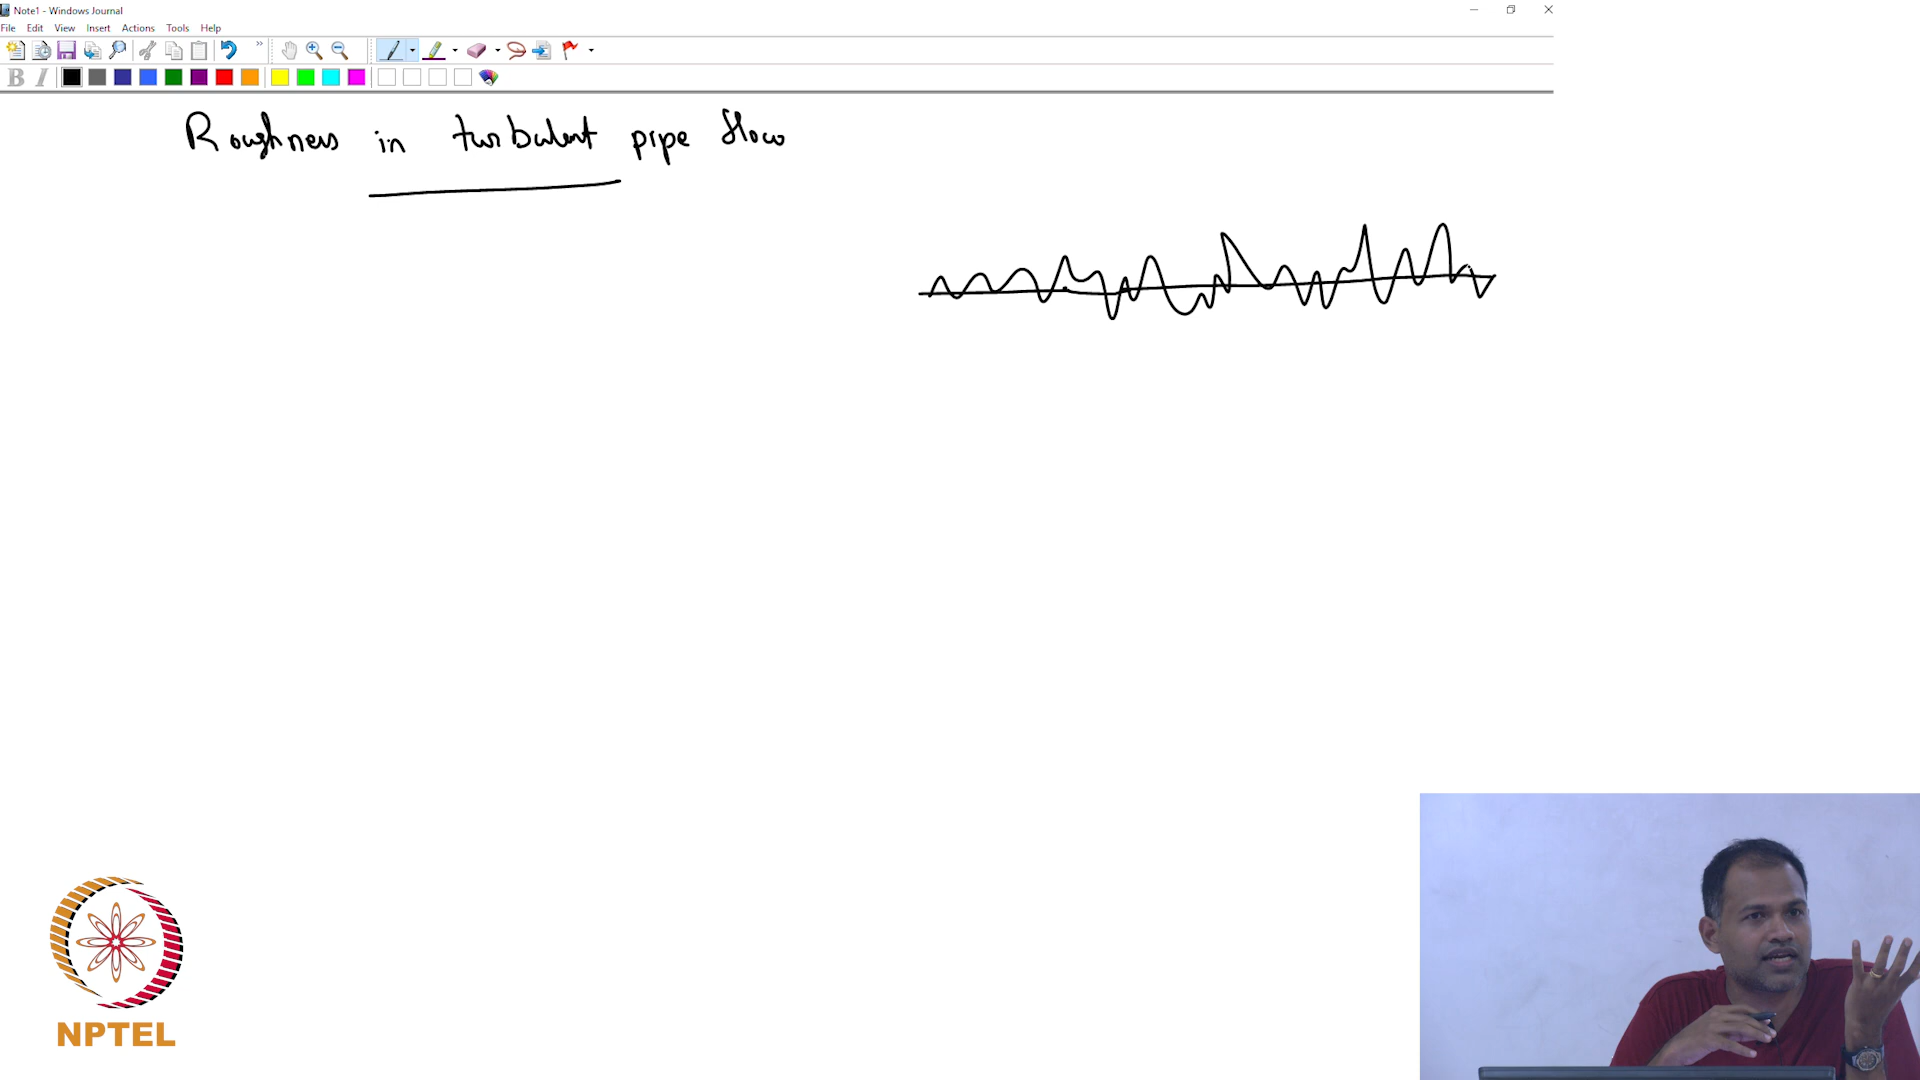 Note1 - Windows Journal
File Edit View Insert Actions Tools Help
B I
Roughness in turbulent pipe flow
NPTEL